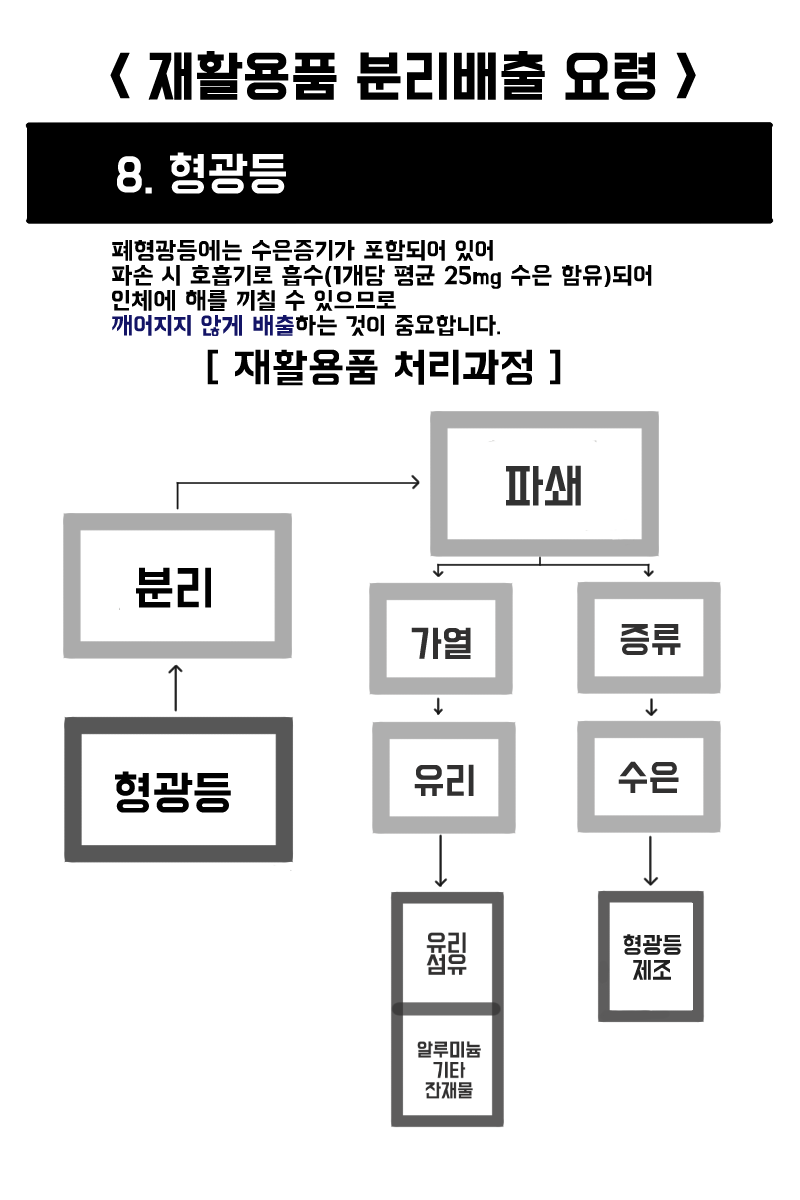 < 재활용품 분리배출 요령 >
8. 형광등
폐형광등에는 수은증기가 포함되어 있어
파손 시 호흡기로 흡수(1개당 평균 25mg 수은 함유)되어
인체에 해를 끼칠 수 있으므로
깨어지지 않게 배출하는 것이 중요합니다.
[ 재활용품 처리과정 ]
파쇄
분리
가열
증류
형광등
유리
수은
유리
섬유
형광등
제조
알루미늄
기타
잔재물